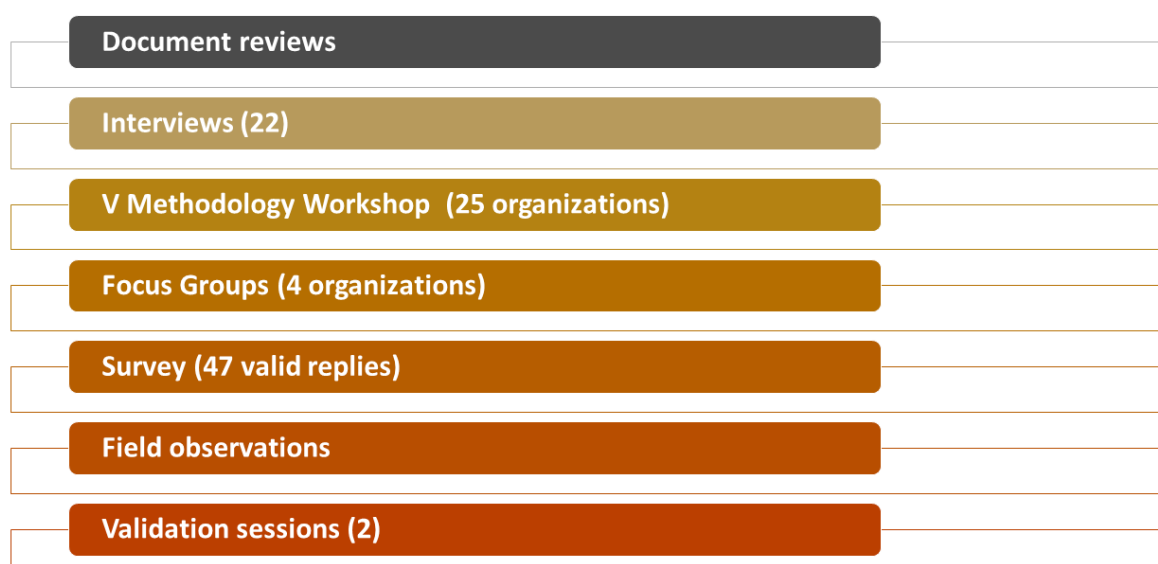 Document reviews
Interviews (22)
V Methodology Workshop  (25 organizations)
Focus Groups (4 organizations)
Survey (47 valid replies)
Field observations
Validation sessions (2)